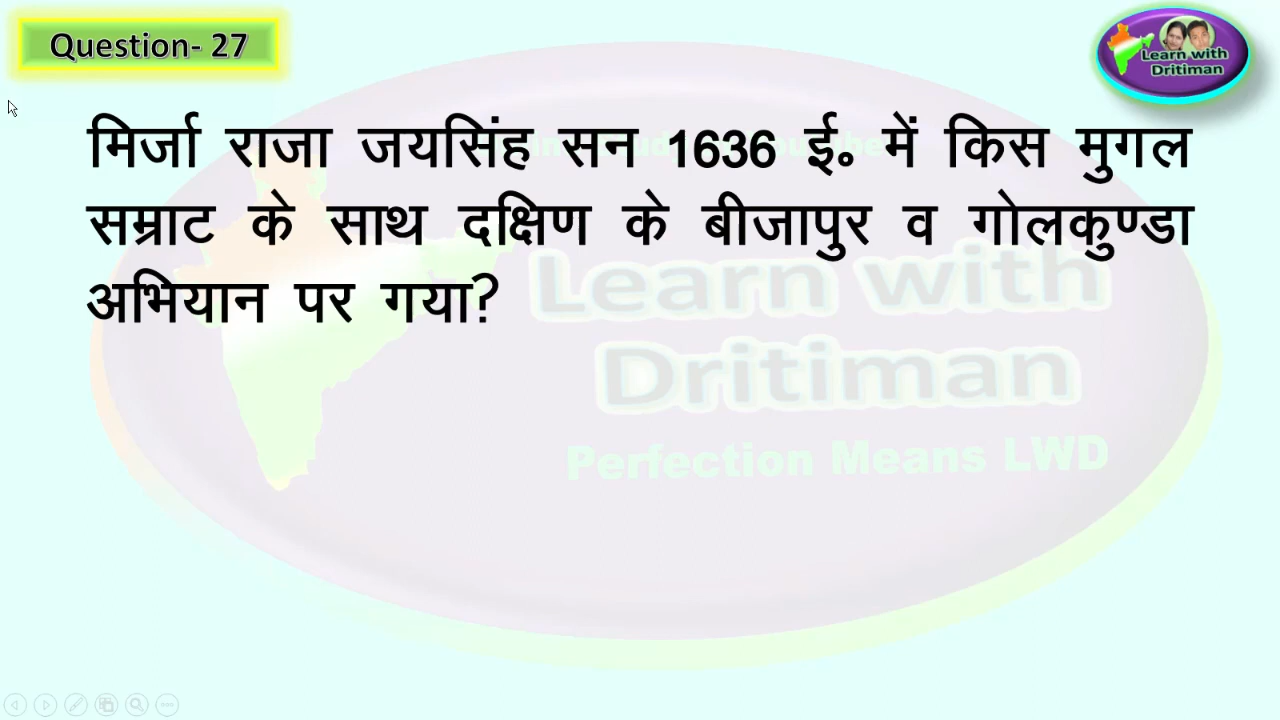 Question- 27
Learn with
Dritiman
मिर्जा राजा जयसिंह सन 1636 ई. में किस मुगल
सम्राट के साथ दक्षिण के बीजापुर व गोलकुण्डा
अभियान पर गया?
Learn with
Dritiman
Perfection Means LWD